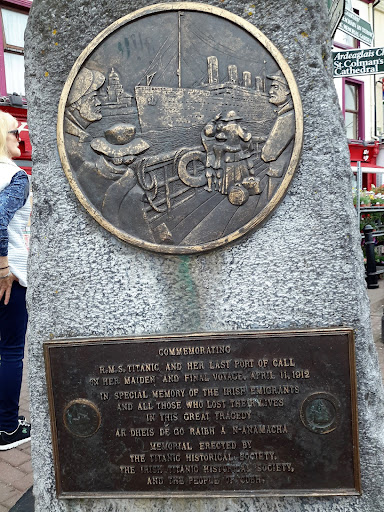 Ardeaglais Cholmáin
St Colman's
Cathedral
COMMEMORATING
R.M.S. TITANIC AND HER LAST PORT OF CALL
ON HER MAIDEN AND FINAL VOYAGE, APRIL 11, 1912
IN SPECIAL MEMORY OF THE IRISH EMIGRANTS
AND ALL THOSE WHO LOST THEIR LIVES
IN THIS GREAT TRAGEDY
AR DHEIS DÉ GO RAIBH A N-ANAMACHA
MEMORIAL ERECTED BY
THE TITANIC HISTORICAL SOCIETY,
THE IRISH TITANIC HISTORICAL SOCIETY,
AND THE PEOPLE OF COBH.